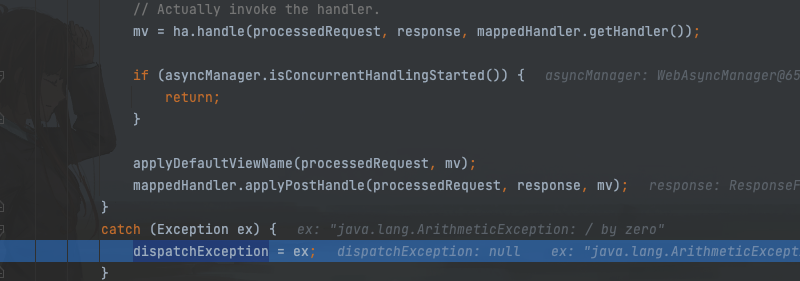 // Actually invoke the handler.
mv = ha.handle(processedRequest, response, mappedHandler.getHandler());
if (asyncManager.isConcurrentHandlingStarted()) { asyncManager: WebAsyncManager@65
return;
}
applyDefaultViewName(processedRequest, mv);
mappedHandler.applyPostHandle(processedRequest, response, mv); response: ResponseF
}
catch (Exception ex) { ex: "java.lang.ArithmeticException: / by zero"
dispatchException = ex; dispatchException: null ex: "java.lang.ArithmeticExcepti
}